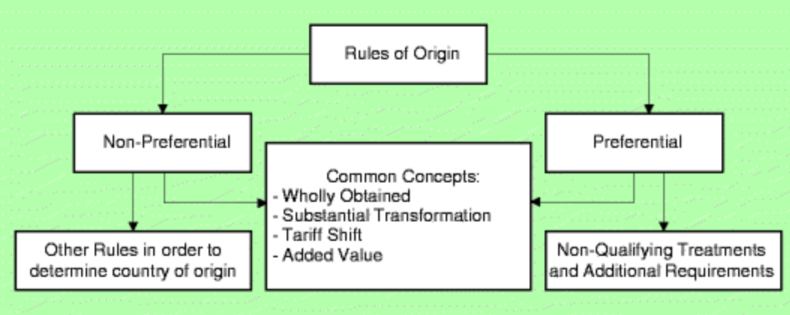 Rules of Origin
Non-Preferential
Preferential
Common Concepts:
- Wholly Obtained
- Substantial Transformation
- Tariff Shift
- Added Value
Other Rules in order to
determine country of origin
Non-Qualifying Treatments
and Additional Requirements